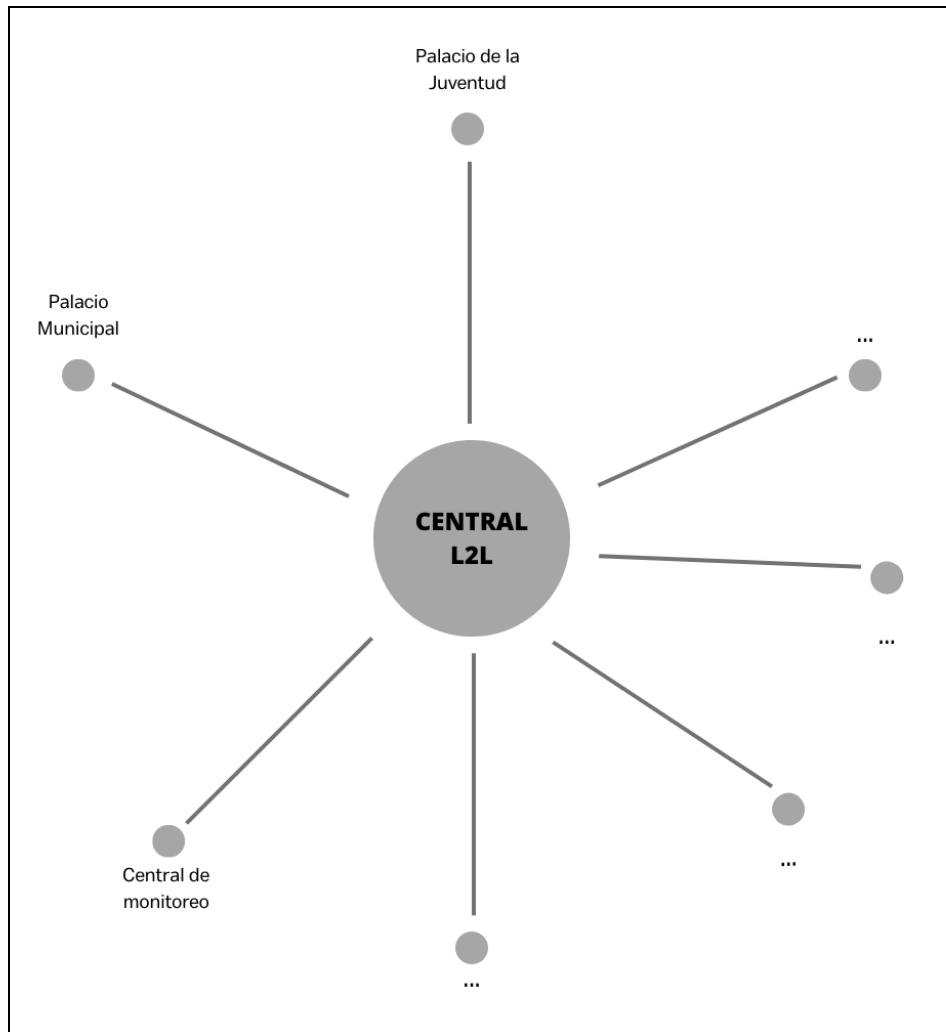 Palacio de la
Juventud
Palacio
Municipal
...
CENTRAL
L2L
...
...
Central de
monitoreo
...